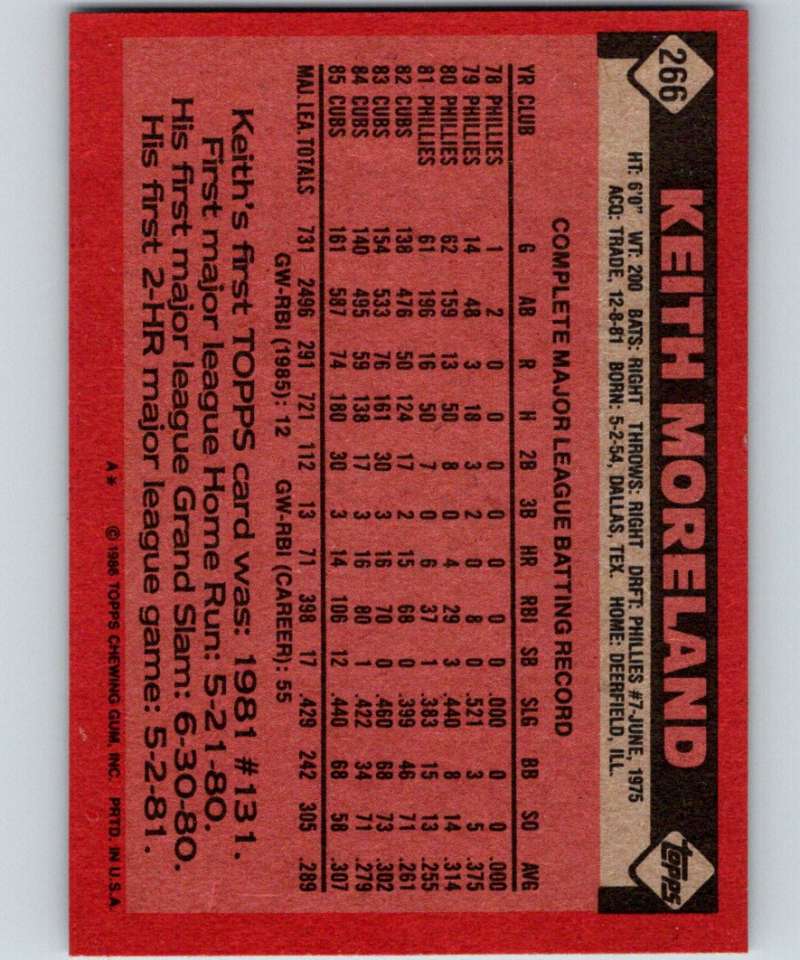 266
KEITH MORELAND
topps
HT: 6'0" WT: 200 BATS: RIGHT THROWS: RIGHT DRFT: PHILLIES #7-JUNE, 1975
ACQ: TRADE, 12-8-81 BORN: 5-2-54, DALLAS, TEX. HOME: DEERFIELD, ILL.
COMPLETE MAJOR LEAGUE BATTING RECORD
YR CLUB G AB R H 2B 3B HR RBI SB SLG BB SO AVG
78 PHILLIES 1 2 0 0 0 0 0 0 0 .000 0 0 .000
79 PHILLIES 14 48 3 18 3 2 0 8 0 .521 3 5 .375
80 PHILLIES 62 159 13 50 8 0 4 29 3 .440 8 14 .314
81 PHILLIES 61 196 16 50 7 0 6 37 1 .383 15 13 .255
82 CUBS 138 476 50 124 17 2 15 68 0 .399 46 71 .261
83 CUBS 154 533 76 161 30 3 16 70 0 .460 68 73 .302
84 CUBS 140 495 59 138 17 3 16 80 1 .422 34 71 .279
85 CUBS 161 587 74 180 30 3 14 106 12 .440 68 58 .307
MAJ. LEA. TOTALS 731 2496 291 721 112 13 71 398 17 .429 242 305 .289
GW-RBI (1985): 12 GW-RBI (CAREER): 55
Keith's first TOPPS card was: 1981 #131.
First major league Home Run: 5-21-80.
His first major league Grand Slam: 6-30-80.
His first 2-HR major league game: 5-2-81.
A* © 1986 TOPPS CHEWING GUM, INC. PRTD. IN U.S.A.